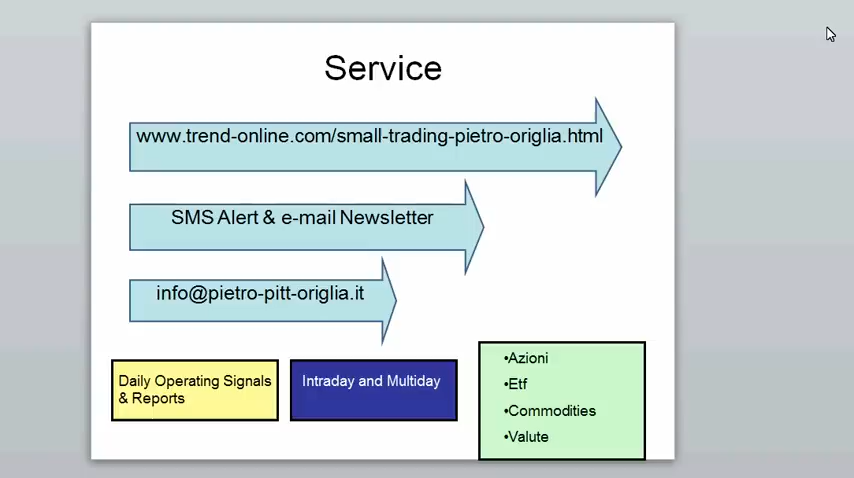 Service
www.trend-online.com/small-trading-pietro-origlia.html
SMS Alert & e-mail Newsletter
info@pietro-pitt-origlia.it
Daily Operating Signals
& Reports
Intraday and Multiday
•Azioni
•Etf
•Commodities
•Valute